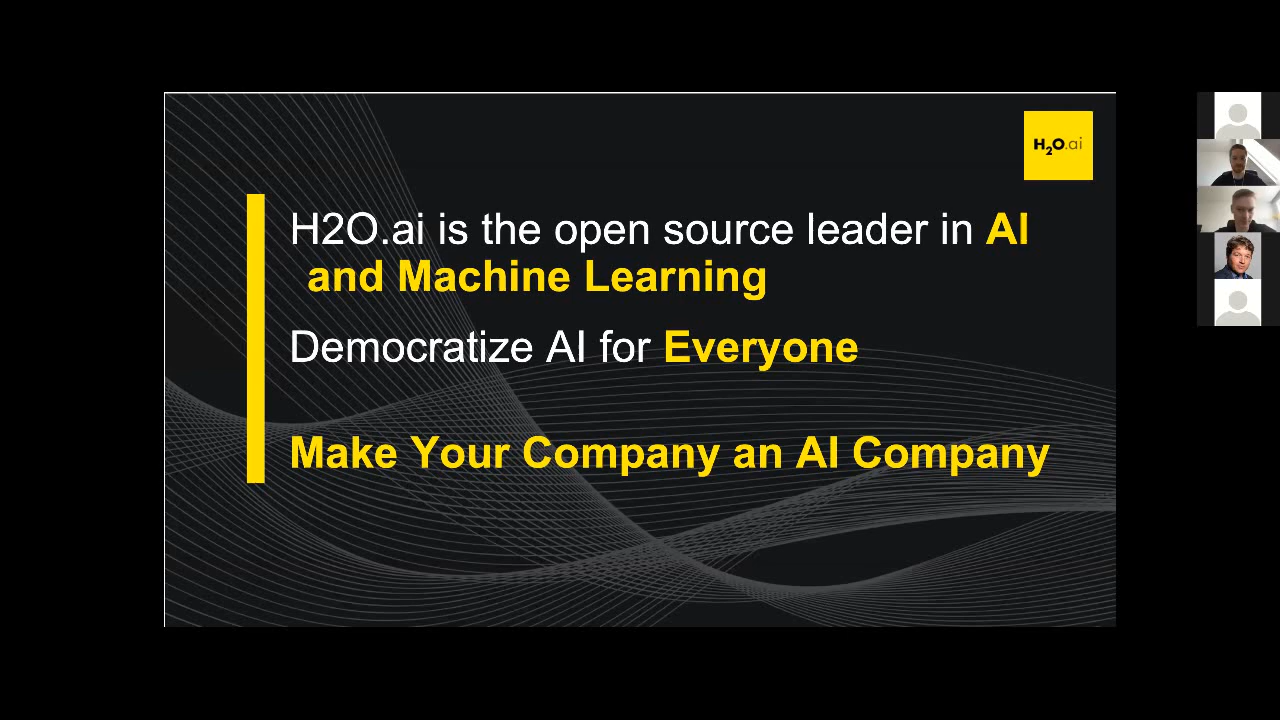 H2O.ai
H2O.ai is the open source leader in AI
and Machine Learning
Democratize AI for Everyone
Make Your Company an AI Company